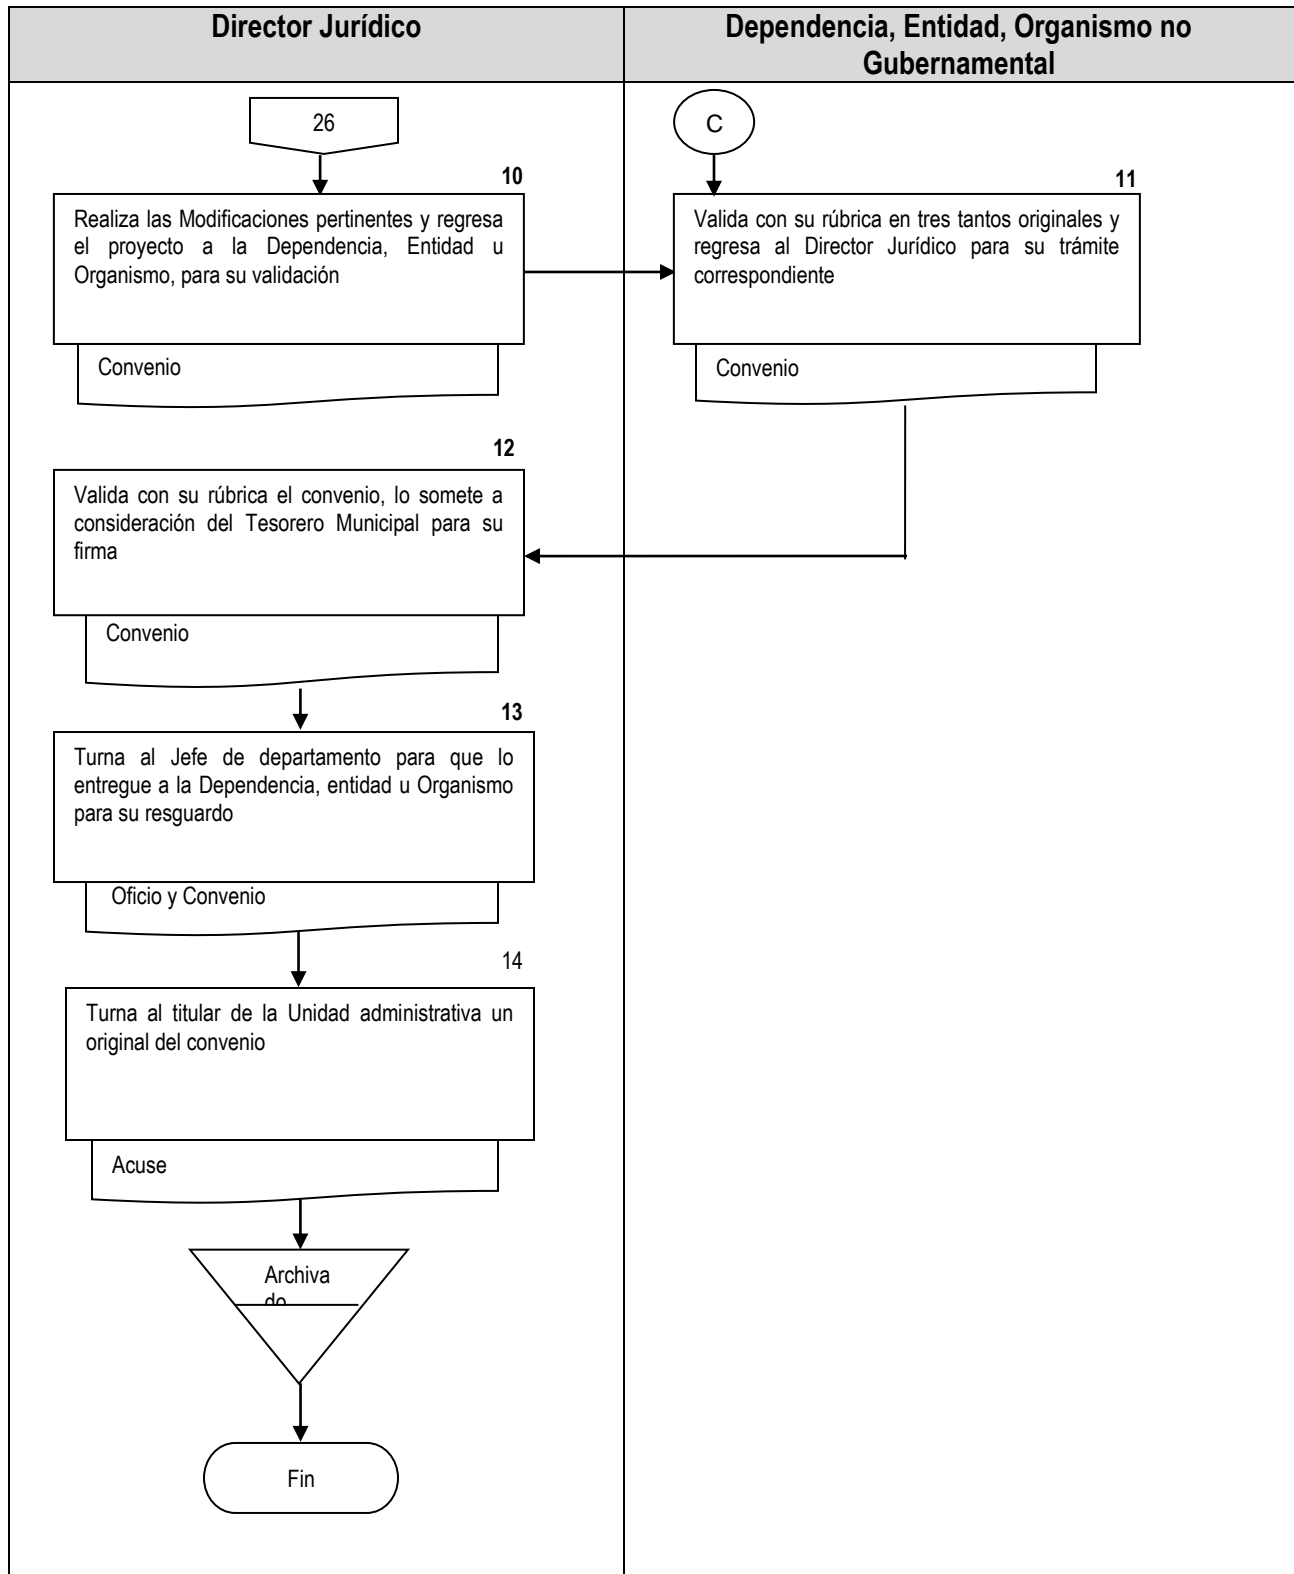 Director Jurídico
Dependencia, Entidad, Organismo no
Gubernamental
26
C
10
Realiza las Modificaciones pertinentes y regresa
el proyecto a la Dependencia, Entidad u
Organismo, para su validación
Convenio
11
Valida con su rúbrica en tres tantos originales y
regresa al Director Jurídico para su trámite
correspondiente
Convenio
12
Valida con su rúbrica el convenio, lo somete a
consideración del Tesorero Municipal para su
firma
Convenio
13
Turna al Jefe de departamento para que lo
entregue a la Dependencia, entidad u Organismo
para su resguardo
Oficio y Convenio
14
Turna al titular de la Unidad administrativa un
original del convenio
Acuse
Archiva
do
Fin